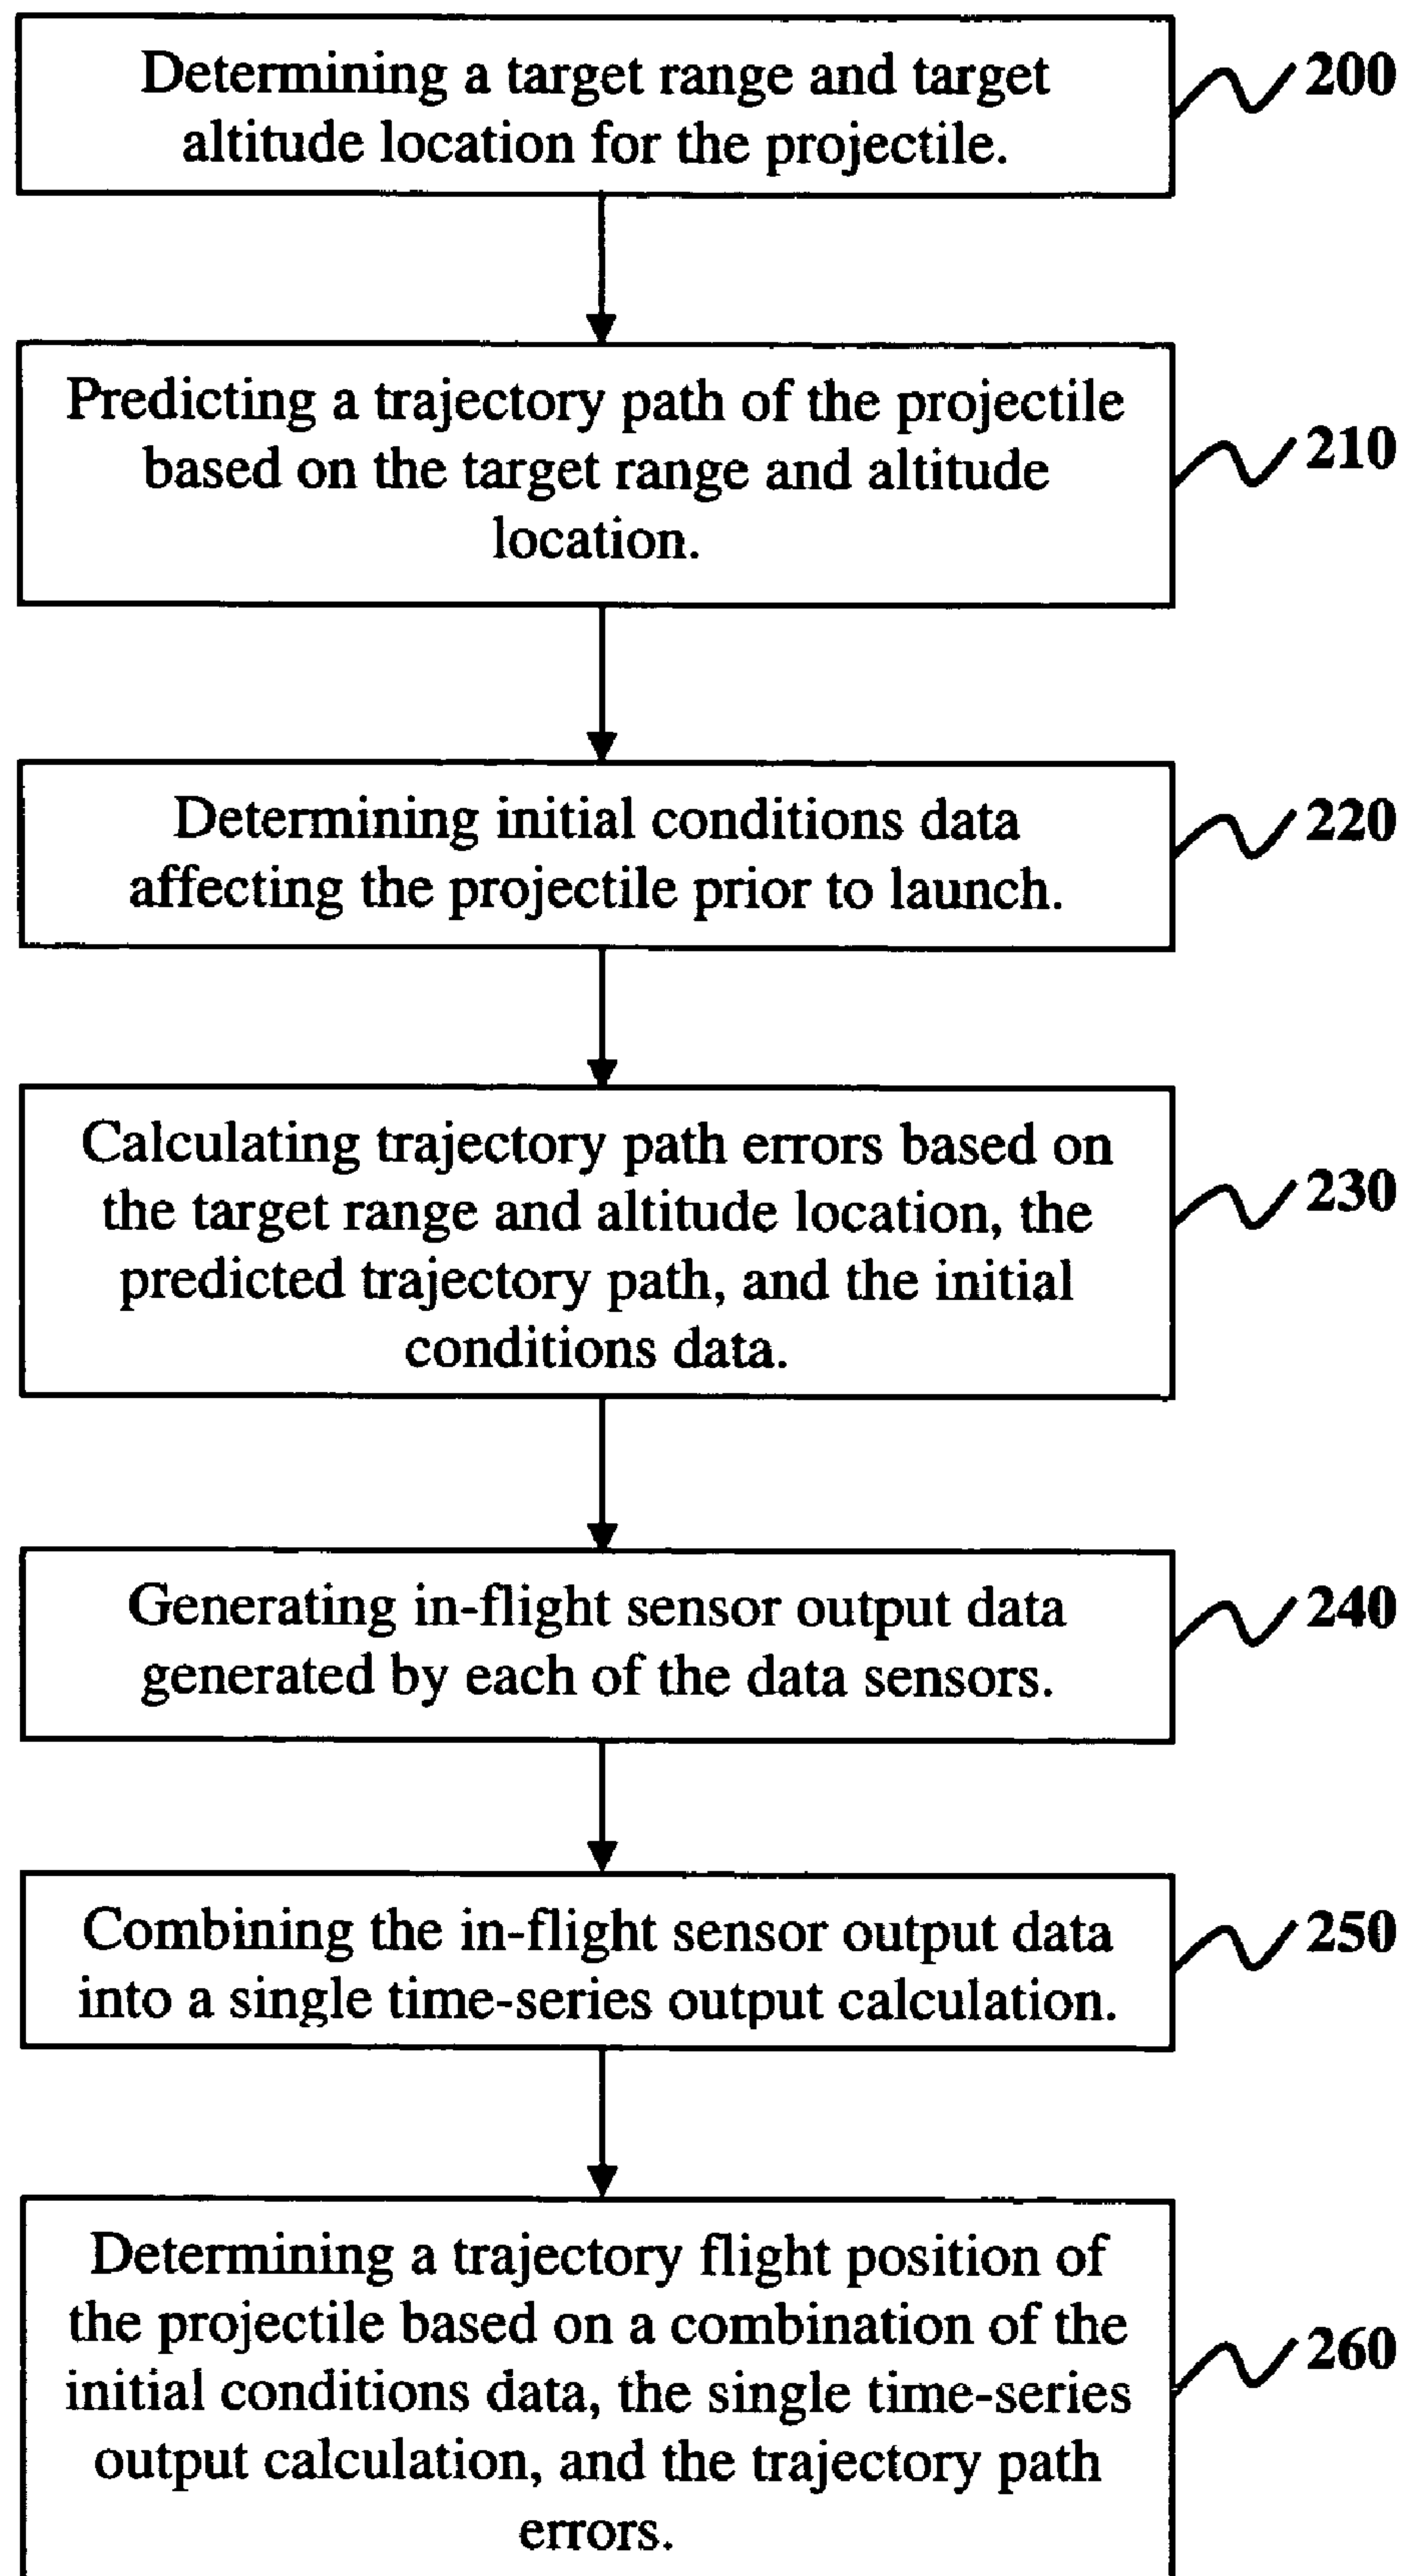 Determining a target range and target
altitude location for the projectile.
200
Predicting a trajectory path of the projectile
based on the target range and altitude
location.
210
Determining initial conditions data
affecting the projectile prior to launch.
220
Calculating trajectory path errors based on
the target range and altitude location, the
predicted trajectory path, and the initial
conditions data.
230
Generating in-flight sensor output data
generated by each of the data sensors.
240
Combining the in-flight sensor output data
into a single time-series output calculation.
250
Determining a trajectory flight position of
the projectile based on a combination of the
initial conditions data, the single time-series
output calculation, and the trajectory path
errors.
260